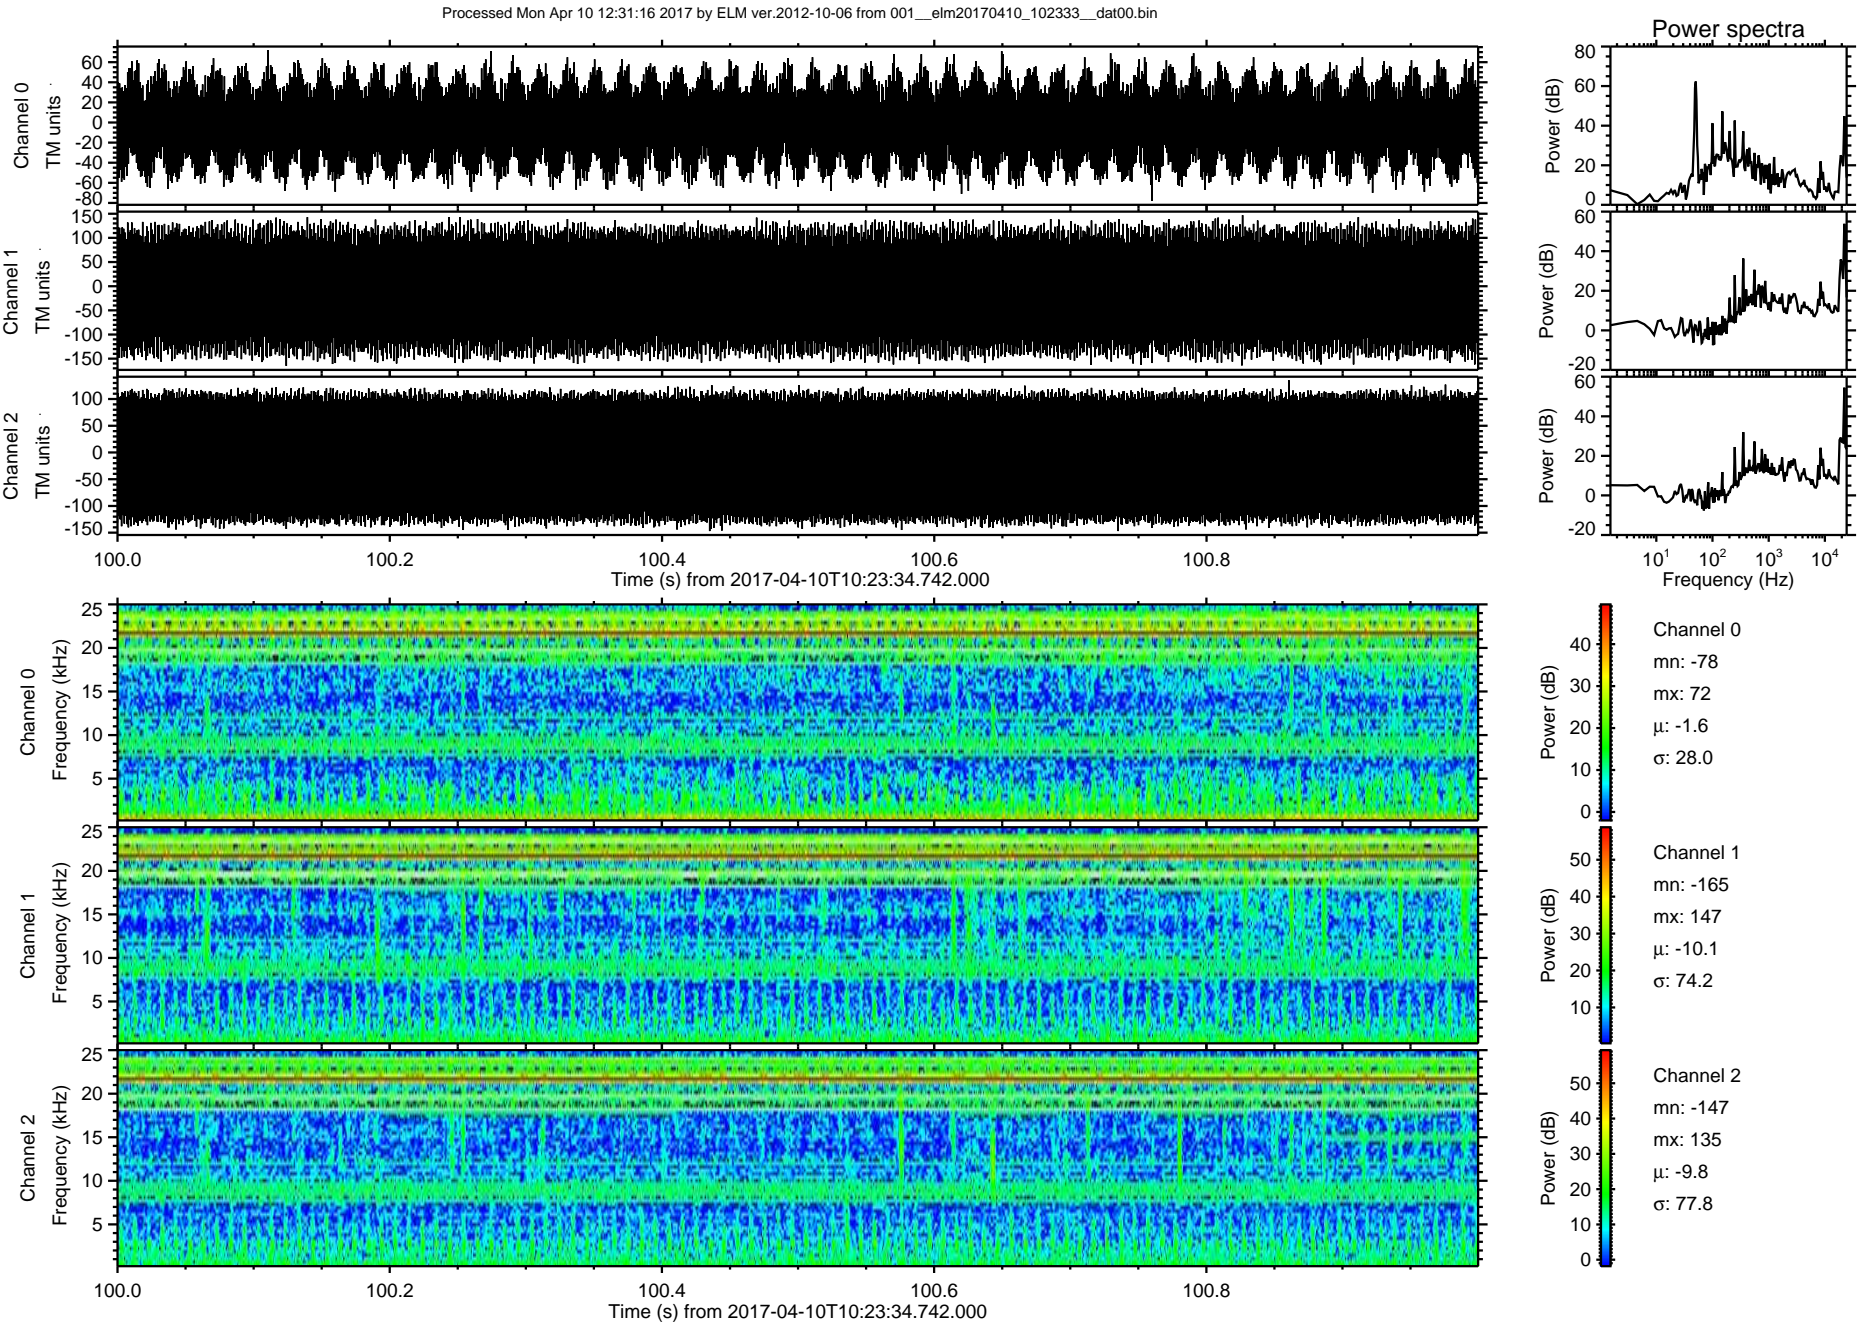 Processed Mon Apr 10 12:31:16 2017 by ELM ver.2012-10-06 from 001__elm20170410_102333__dat00.bin
Power spectra
Channel 0
TM units
60
40
20
0
-20
-40
-60
-80
Power (dB)
80
60
40
20
0
Channel 1
TM units
150
100
50
0
-50
-100
-150
Power (dB)
60
40
20
0
-20
Channel 2
TM units
100
50
0
-50
-100
-150
Power (dB)
60
40
20
0
-20
100.0 100.2 100.4 100.6 100.8
Time (s) from 2017-04-10T10:23:34.742.000
10^1 10^2 10^3 10^4
Frequency (Hz)
Channel 0
Frequency (kHz)
25
20
15
10
5
Power (dB)
40
30
20
10
0
Channel 0
mn: -78
mx: 72
μ: -1.6
σ: 28.0
Channel 1
Frequency (kHz)
25
20
15
10
5
Power (dB)
50
40
30
20
10
Channel 1
mn: -165
mx: 147
μ: -10.1
σ: 74.2
Channel 2
Frequency (kHz)
25
20
15
10
5
Power (dB)
50
40
30
20
10
0
Channel 2
mn: -147
mx: 135
μ: -9.8
σ: 77.8
100.0 100.2 100.4 100.6 100.8
Time (s) from 2017-04-10T10:23:34.742.000